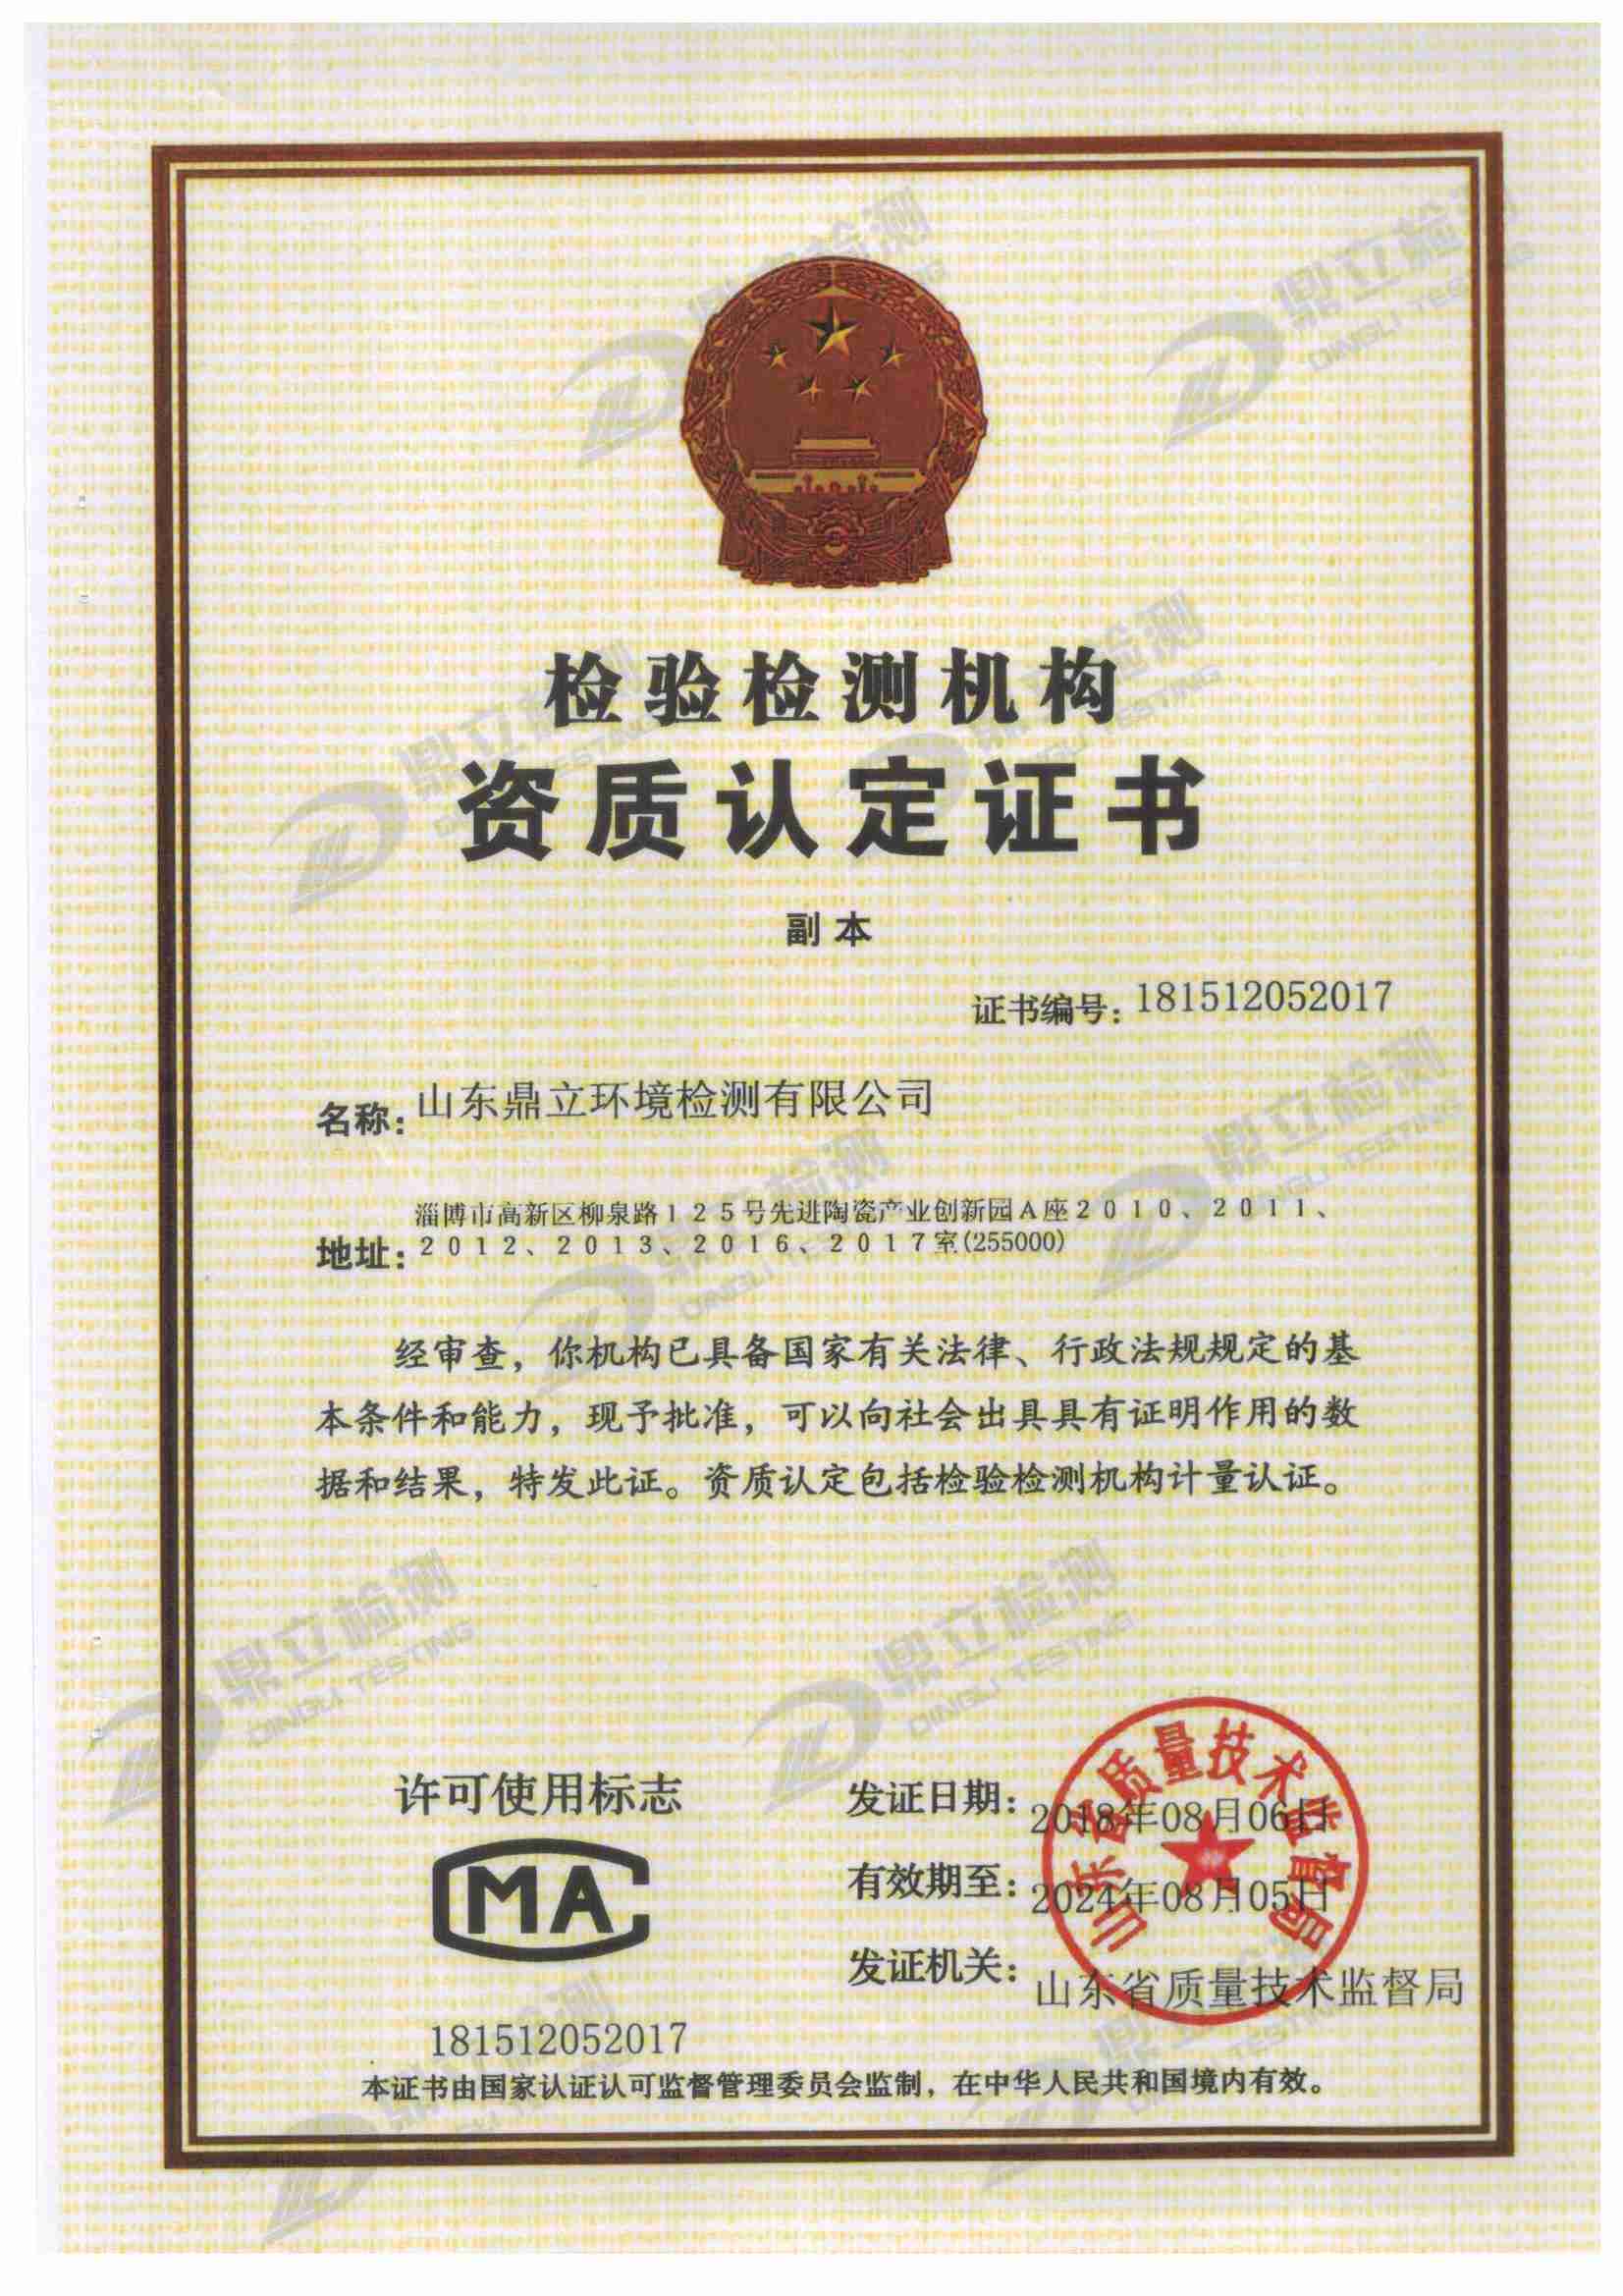 检验检测机构
资质认定证书
副本
证书编号：181512052017
名称：山东鼎立环境检测有限公司
淄博市高新区柳泉路125号先进陶瓷产业创新园A座2010、2011、
地址：2012、2013、2016、2017室(255000)
经审查，你机构已具备国家有关法律、行政法规规定的基
本条件和能力，现予批准，可以向社会出具具有证明作用的数
据和结果，特发此证。资质认定包括检验检测机构计量认证。
许可使用标志
MA
181512052017
发证日期：2018年08月06日
有效期至：2024年08月05日
发证机关：山东省质量技术监督局
山东省质量技术监督局
本证书由国家认证认可监督管理委员会监制，在中华人民共和国境内有效。
鼎立检测
DINGLI TESTING